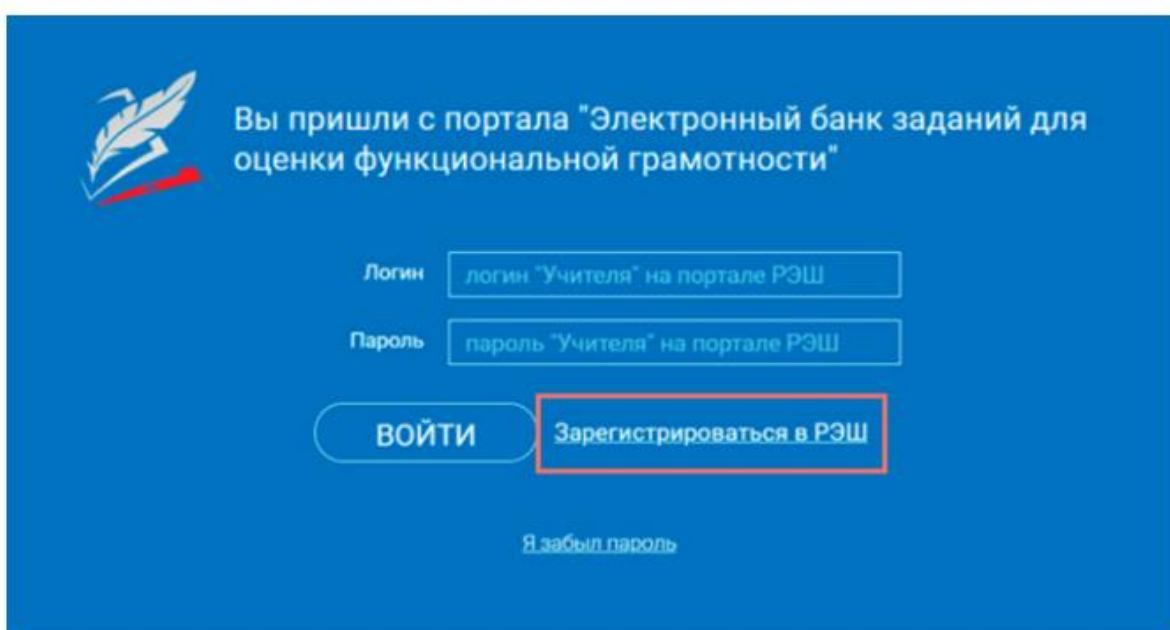 Вы пришли с портала "Электронный банк заданий для
оценки функциональной грамотности"
Логин
логин "Учителя" на портале РЭШ
Пароль
пароль "Учителя" на портале РЭШ
ВОЙТИ
Зарегистрироваться в РЭШ
Я забыл пароль